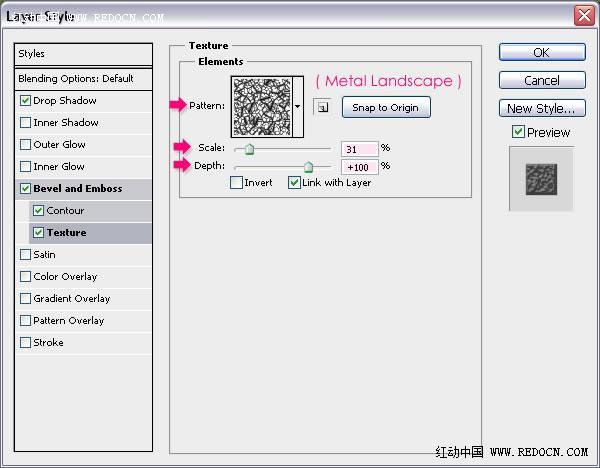 Layer Style
WWW.REDOCN.COM
Styles
Blending Options: Default
Drop Shadow
Inner Shadow
Outer Glow
Inner Glow
Bevel and Emboss
Contour
Texture
Satin
Color Overlay
Gradient Overlay
Pattern Overlay
Stroke
Texture
Elements
( Metal Landscape )
Pattern:
Snap to Origin
Scale: 31 %
Depth: +100 %
Invert Link with Layer
OK
Cancel
New Style...
Preview
红动中国 WWW.REDOCN.COM